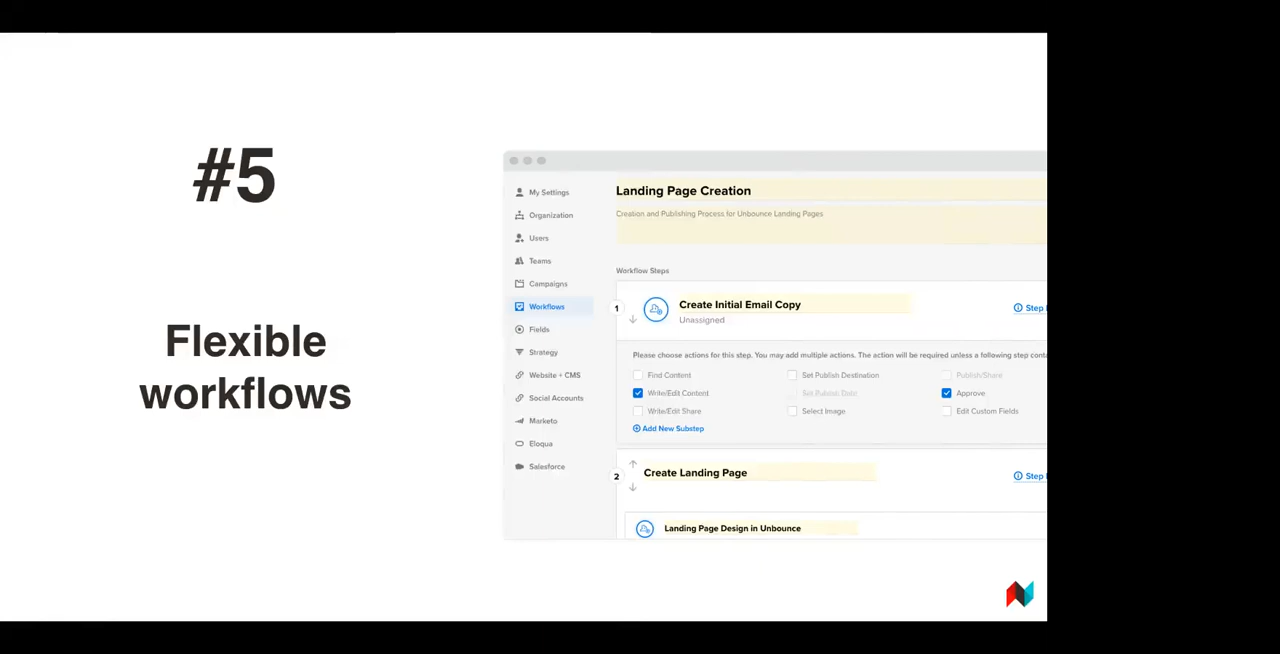 #5
Flexible
workflows
My Settings
Organization
Users
Teams
Campaigns
Workflows
Fields
Strategy
Website + CMS
Social Accounts
Marketo
Eloqua
Salesforce
Landing Page Creation
Creation and Publishing Process for Unbounce Landing Pages
Workflow Steps
1
Create Initial Email Copy
Unassigned
Step
Please choose actions for this step. You may add multiple actions. The action will be required unless a following step
Find Content
Set Publish Destination
Publish/Share
Write/Edit Content
Set Publish Date
Approve
Write/Edit Share
Select Image
Edit Custom Fields
Add New Substep
2
Create Landing Page
Step
Landing Page Design in Unbounce